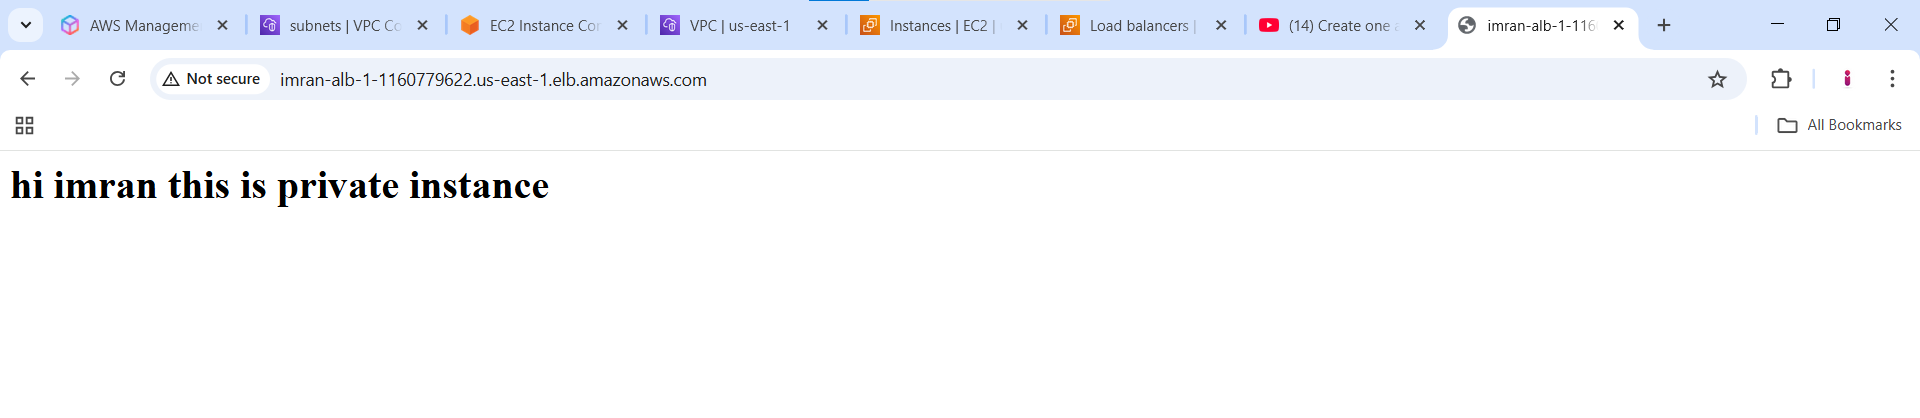 AWS Manageme
subnets | VPC Co
EC2 Instance Con
VPC | us-east-1
Instances | EC2 |
Load balancers |
(14) Create one a
imran-alb-1-116
Not secure
imran-alb-1-1160779622.us-east-1.elb.amazonaws.com
All Bookmarks
hi imran this is private instance